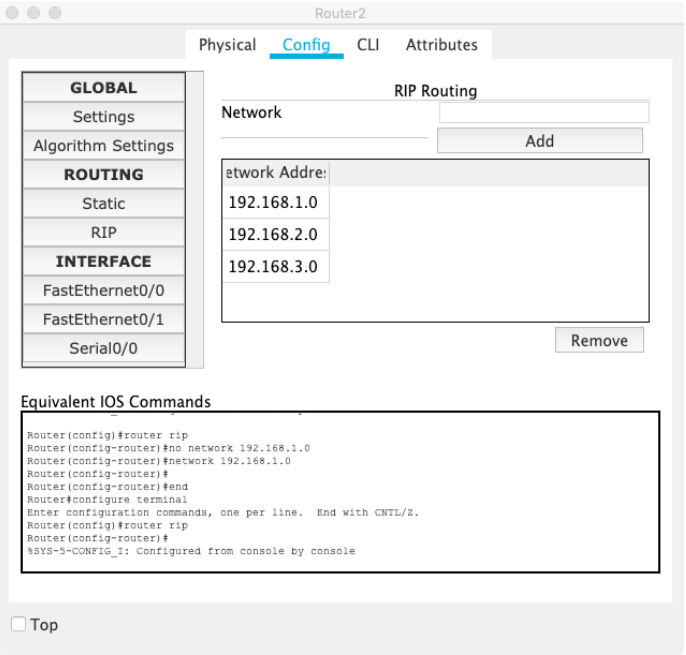 Router2
Physical Config CLI Attributes
GLOBAL
Settings
Algorithm Settings
ROUTING
Static
RIP
INTERFACE
FastEthernet0/0
FastEthernet0/1
Serial0/0
RIP Routing
Network
Add
etwork Addre
192.168.1.0
192.168.2.0
192.168.3.0
Remove
Equivalent IOS Commands
Router(config)#router rip
Router(config-router)#no network 192.168.1.0
Router(config-router)#network 192.168.1.0
Router(config-router)#
Router(config-router)#end
Router#configure terminal
Enter configuration commands, one per line. End with CNTL/Z.
Router(config)#router rip
Router(config-router)#
%SYS-5-CONFIG_I: Configured from console by console
Top